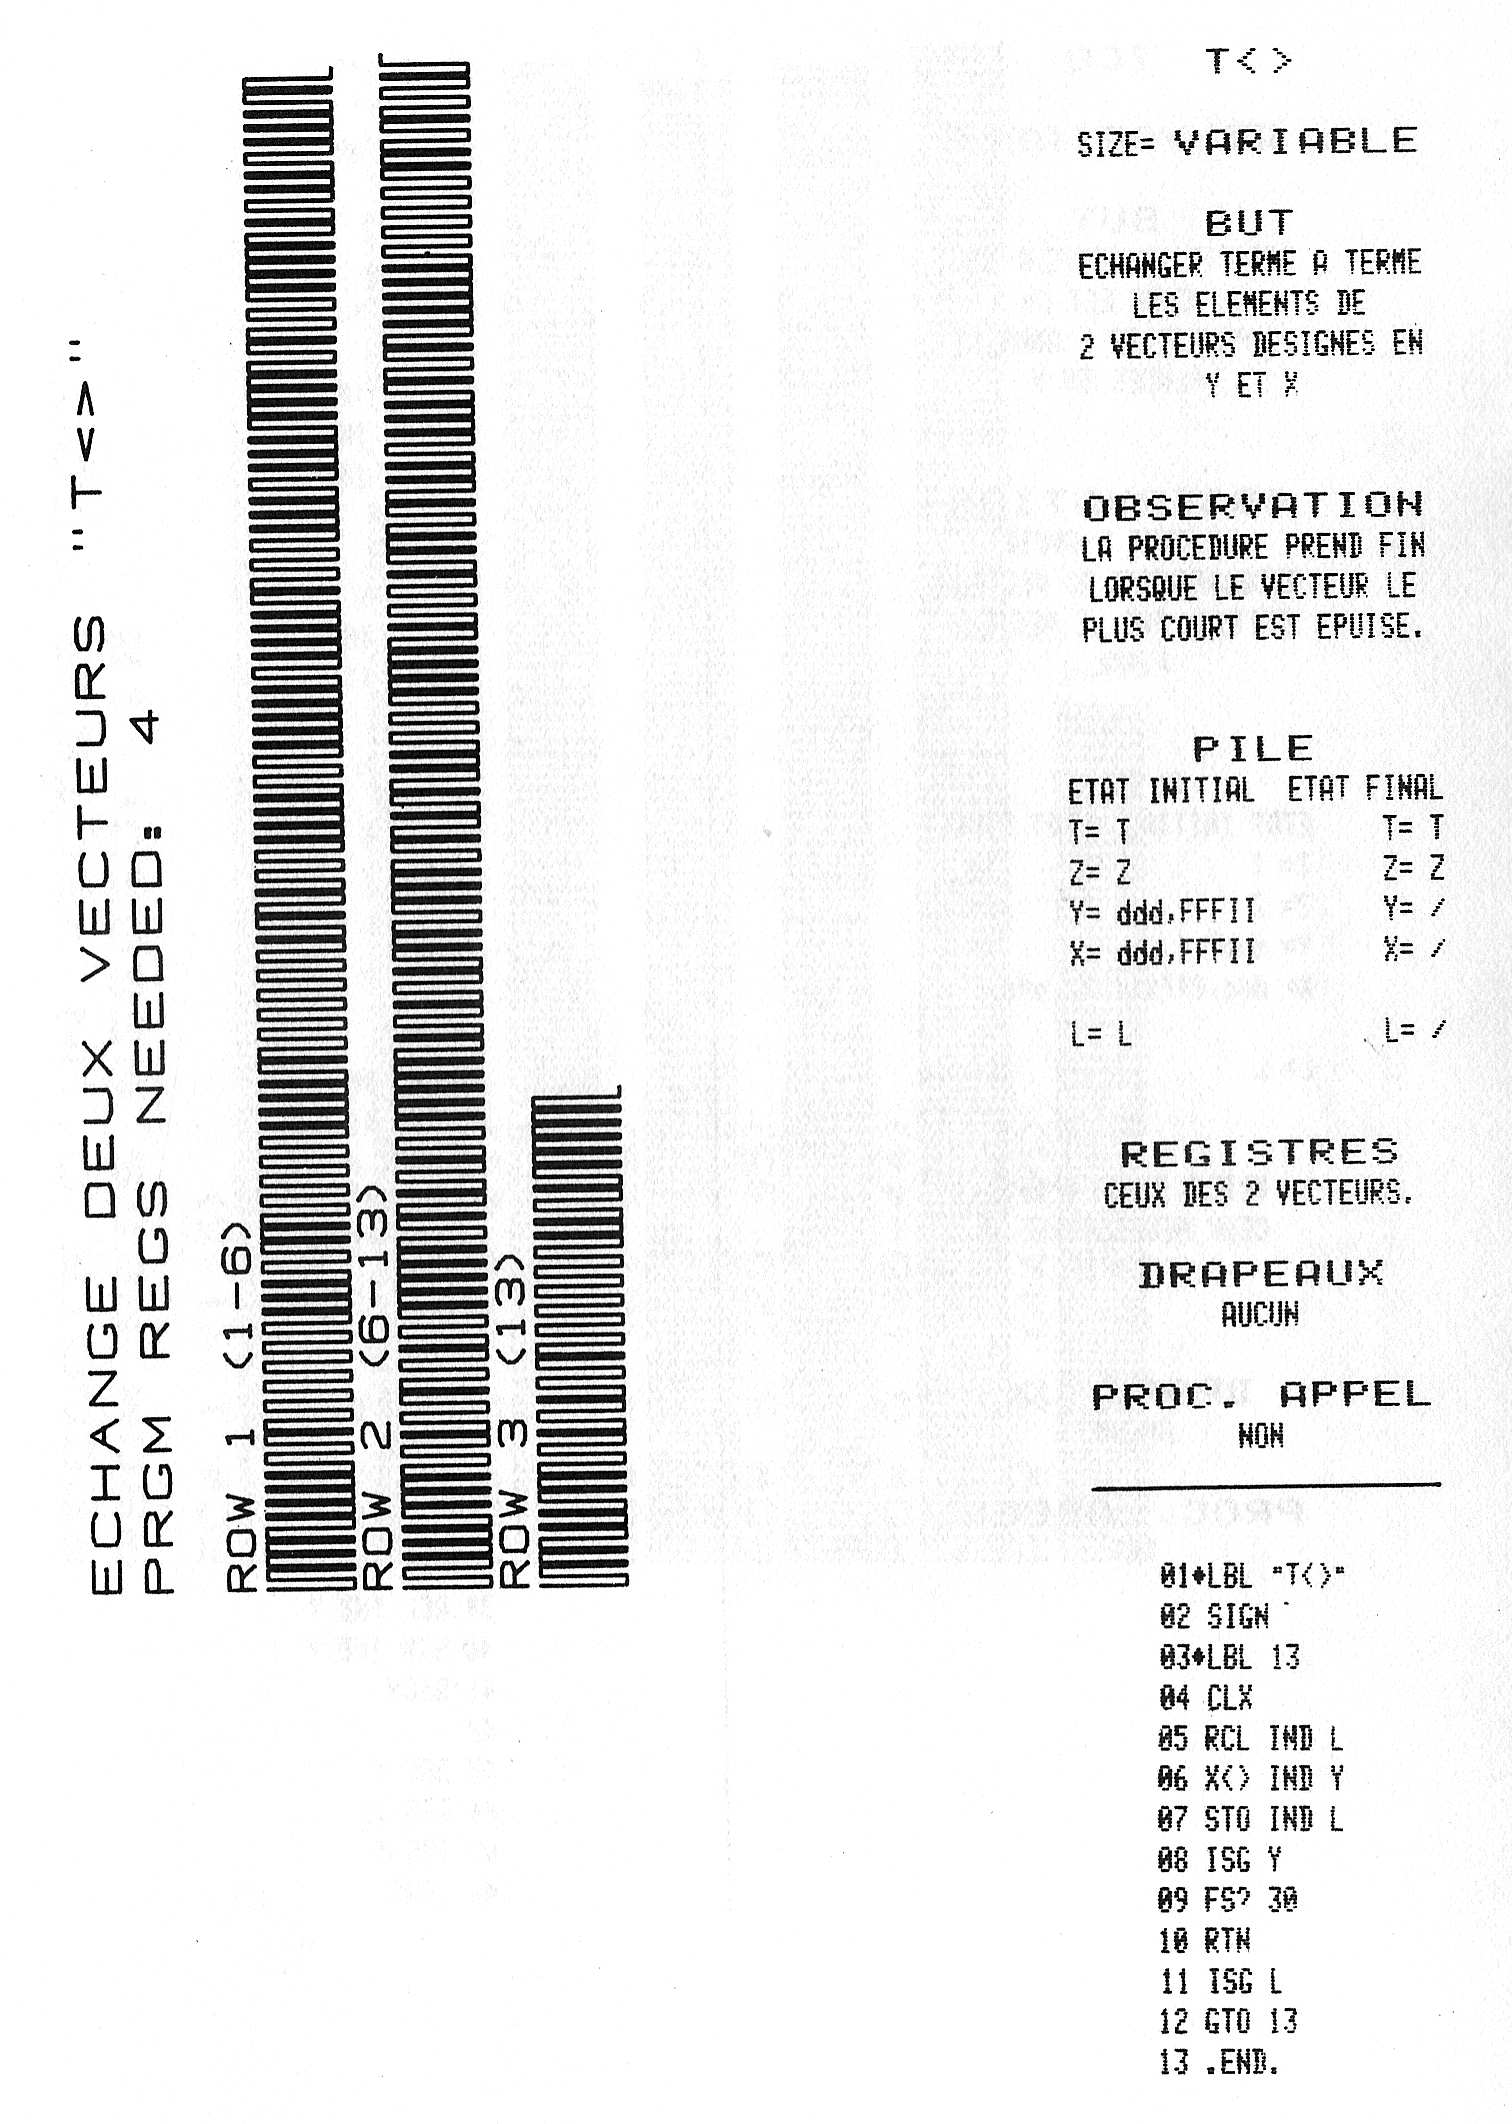 ECHANGE DEUX VECTEURS "T<>"
PRGM REGS NEEDED: 4
ROW 1 (1-6)
ROW 2 (6-13)
ROW 3 (13)
T< >
SIZE= VARIABLE
BUT
ECHANGER TERME A TERME
LES ELEMENTS DE
2 VECTEURS DESIGNES EN
Y ET X
OBSERVATION
LA PROCEDURE PREND FIN
LORSQUE LE VECTEUR LE
PLUS COURT EST EPUISE.
PILE
ETAT INITIAL ETAT FINAL
T= T T= T
Z= Z Z= Z
Y= ddd,FFFII Y= /
X= ddd,FFFII X= /
L= L L= /
REGISTRES
CEUX DES 2 VECTEURS.
DRAPEAUX
AUCUN
PROC. APPEL
NON
01♦LBL "T<>"
02 SIGN
03♦LBL 13
04 CLX
05 RCL IND L
06 X<> IND Y
07 STO IND L
08 ISG Y
09 FS? 30
10 RTN
11 ISG L
12 GTO 13
13 .END.